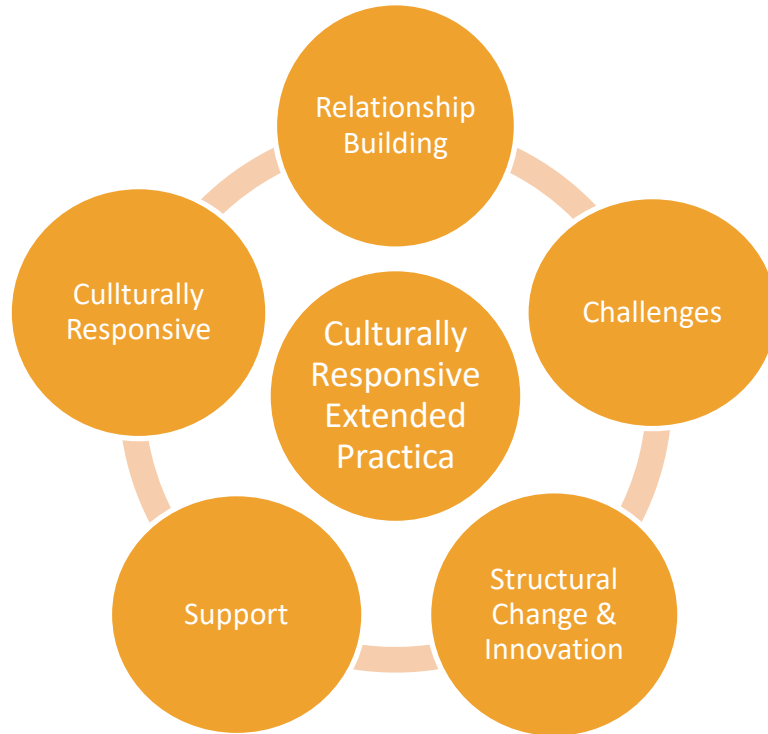 Relationship
Building
Challenges
Structural
Change &
Innovation
Support
Cullturally
Responsive
Culturally
Responsive
Extended
Practica